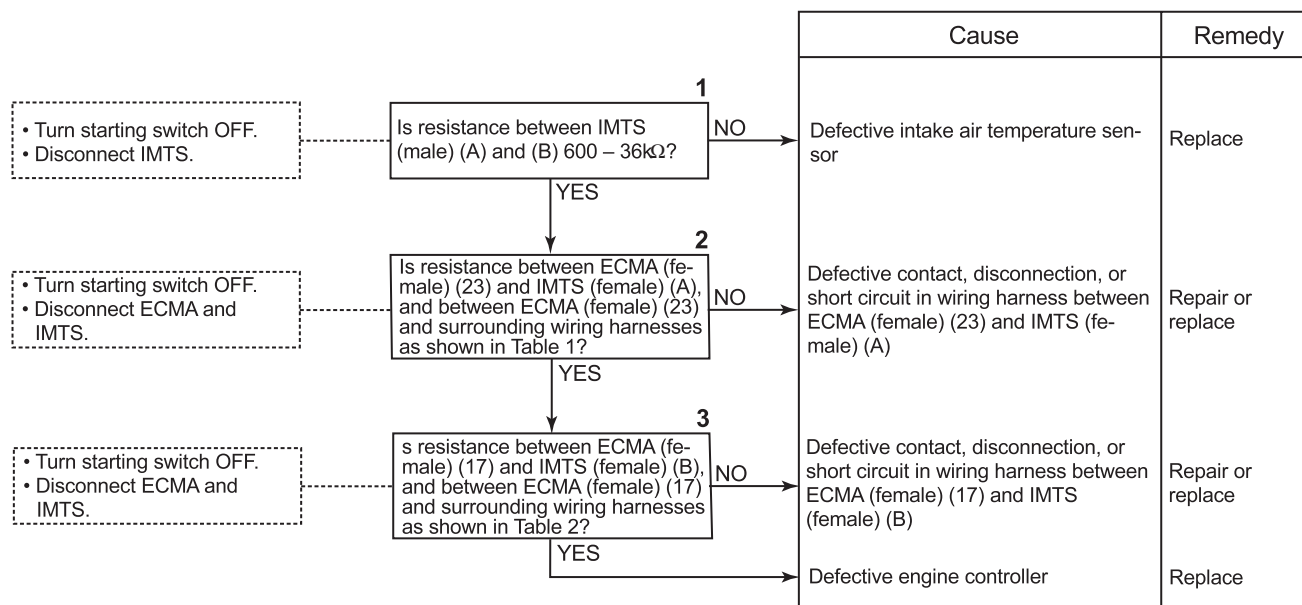 Cause
Remedy
1
• Turn starting switch OFF.
• Disconnect IMTS.
Is resistance between IMTS
(male) (A) and (B) 600 – 36kΩ?
NO
Defective intake air temperature sen-
sor
Replace
YES
2
• Turn starting switch OFF.
• Disconnect ECMA and
IMTS.
Is resistance between ECMA (fe-
male) (23) and IMTS (female) (A),
and between ECMA (female) (23)
and surrounding wiring harnesses
as shown in Table 1?
NO
Defective contact, disconnection, or
short circuit in wiring harness between
ECMA (female) (23) and IMTS (fe-
male) (A)
Repair or
replace
YES
3
• Turn starting switch OFF.
• Disconnect ECMA and
IMTS.
s resistance between ECMA (fe-
male) (17) and IMTS (female) (B),
and between ECMA (female) (17)
and surrounding wiring harnesses
as shown in Table 2?
NO
Defective contact, disconnection, or
short circuit in wiring harness between
ECMA (female) (17) and IMTS
(female) (B)
Repair or
replace
YES
Defective engine controller
Replace